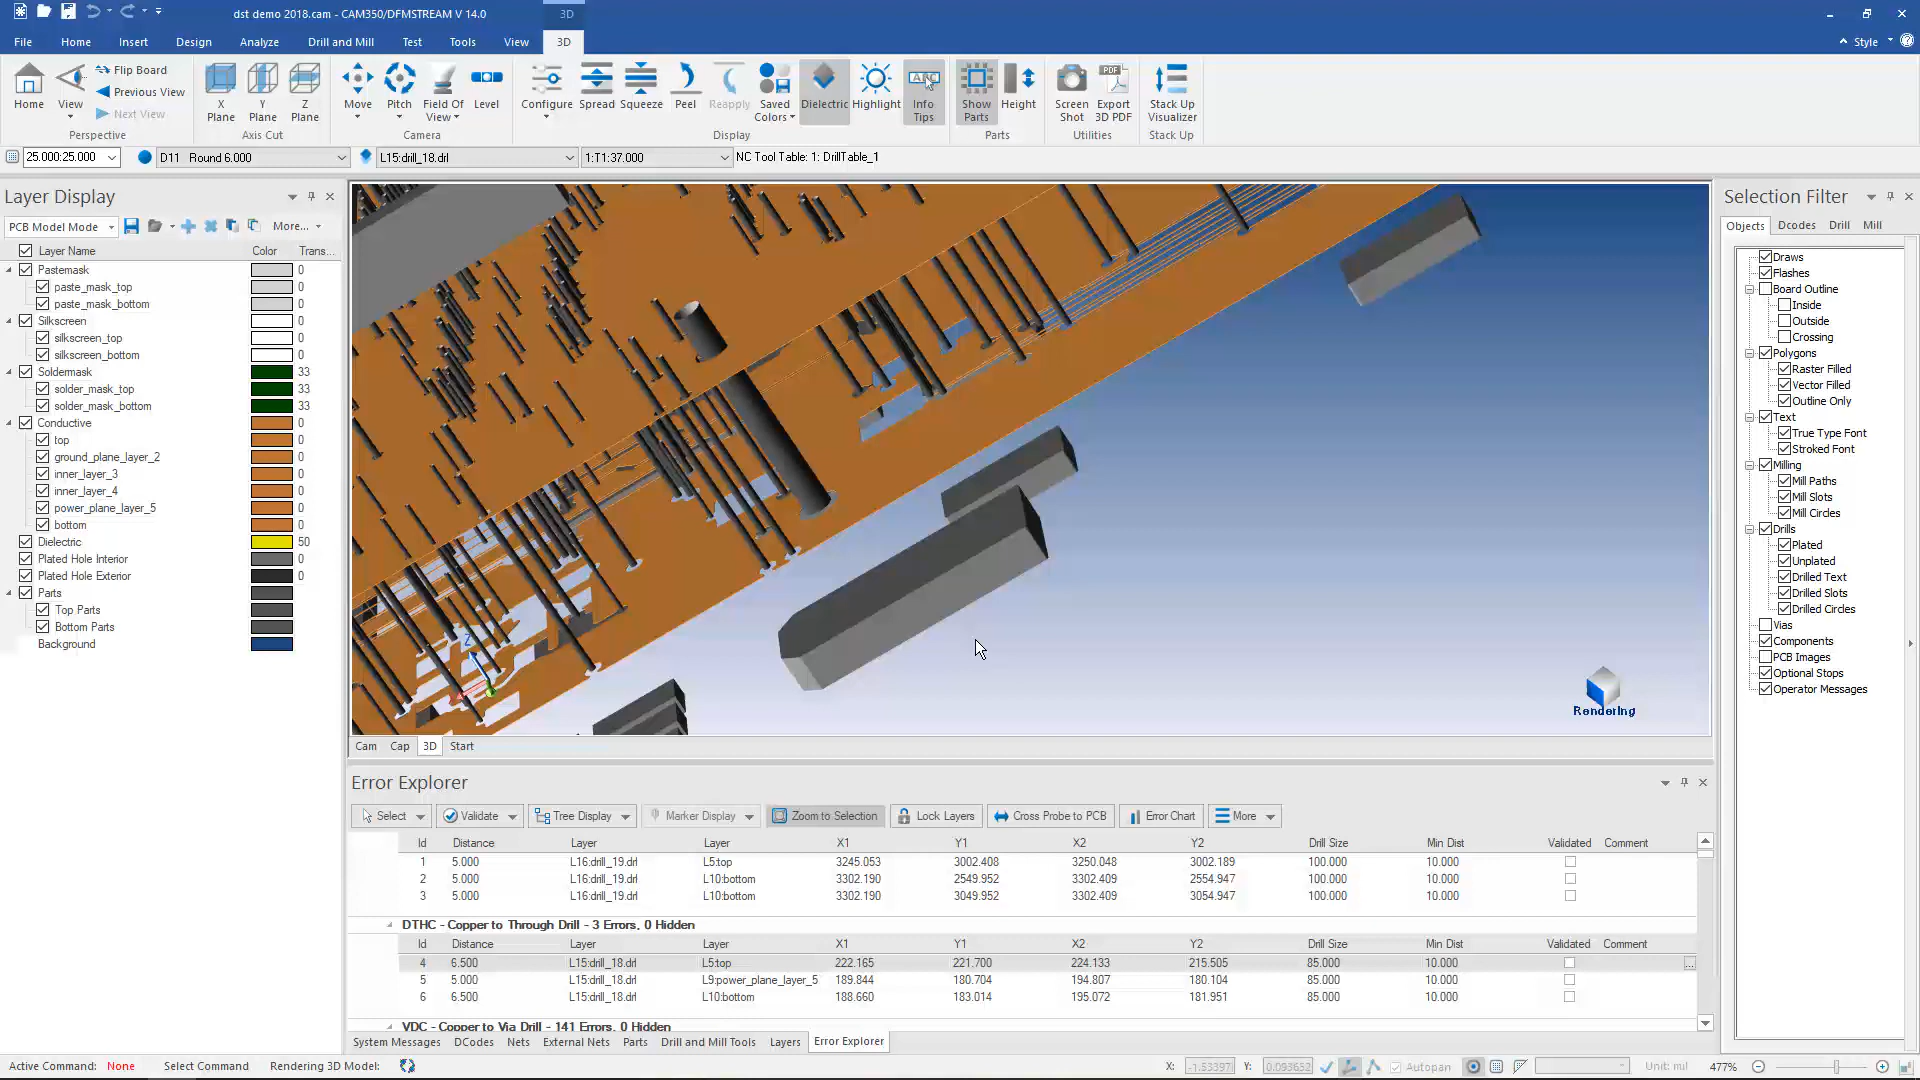 dst demo 2018.cam - CAM350/DFMSTREAM V 14.0
3D
File Home Insert Design Analyze Drill and Mill Test Tools View 3D
Style
Home View Flip Board Previous View Next View
Perspective
X Plane Y Plane Z Plane
Axis Cut
Move Pitch Field Of View Level
Camera
Configure Spread Squeeze Peel Reapply Saved Colors Dielectric Highlight Info Tips
Display
Show Parts Height
Parts
Screen Shot Export 3D PDF
Utilities
Stack Up Visualizer
Stack Up
25.000:25.000 D11 Round 6.000 L15:drill_18.drl 1:T1:37.000 NC Tool Table: 1: DrillTable_1
Layer Display
PCB Model Mode More...
Layer Name Color Trans...
Pastemask 0
paste_mask_top 0
paste_mask_bottom 0
Silkscreen 0
silkscreen_top 0
silkscreen_bottom 0
Soldermask 33
solder_mask_top 33
solder_mask_bottom 33
Conductive 0
top 0
ground_plane_layer_2 0
inner_layer_3 0
inner_layer_4 0
power_plane_layer_5 0
bottom 0
Dielectric 50
Plated Hole Interior 0
Plated Hole Exterior 0
Parts
Top Parts
Bottom Parts
Background
Z
Rendering
Cam Cap 3D Start
Selection Filter
Objects Dcodes Drill Mill
Draws
Flashes
Board Outline
Inside
Outside
Crossing
Polygons
Raster Filled
Vector Filled
Outline Only
Text
True Type Font
Stroked Font
Milling
Mill Paths
Mill Slots
Mill Circles
Drills
Plated
Unplated
Drilled Text
Drilled Slots
Drilled Circles
Vias
Components
PCB Images
Optional Stops
Operator Messages
Error Explorer
Select Validate Tree Display Marker Display Zoom to Selection Lock Layers Cross Probe to PCB Error Chart More
Id Distance Layer Layer X1 Y1 X2 Y2 Drill Size Min Dist Validated Comment
1 5.000 L16:drill_19.drl L5:top 3245.053 3002.408 3250.048 3002.189 100.000 10.000
2 5.000 L16:drill_19.drl L10:bottom 3302.190 2549.952 3302.409 2554.947 100.000 10.000
3 5.000 L16:drill_19.drl L10:bottom 3302.190 3049.952 3302.409 3054.947 100.000 10.000
DTHC - Copper to Through Drill - 3 Errors, 0 Hidden
Id Distance Layer Layer X1 Y1 X2 Y2 Drill Size Min Dist Validated Comment
4 6.500 L15:drill_18.drl L5:top 222.165 221.700 224.133 215.505 85.000 10.000 ...
5 5.000 L15:drill_18.drl L9:power_plane_layer_5 189.844 180.704 194.807 180.104 85.000 10.000
6 6.500 L15:drill_18.drl L10:bottom 188.660 183.014 195.072 181.951 85.000 10.000
VDC - Copper to Via Drill - 141 Errors, 0 Hidden
System Messages DCodes Nets External Nets Parts Drill and Mill Tools Layers Error Explorer
Active Command: None Select Command Rendering 3D Model: X: -1.53397 Y: 0.093632 Autopan Unit: mil 477%